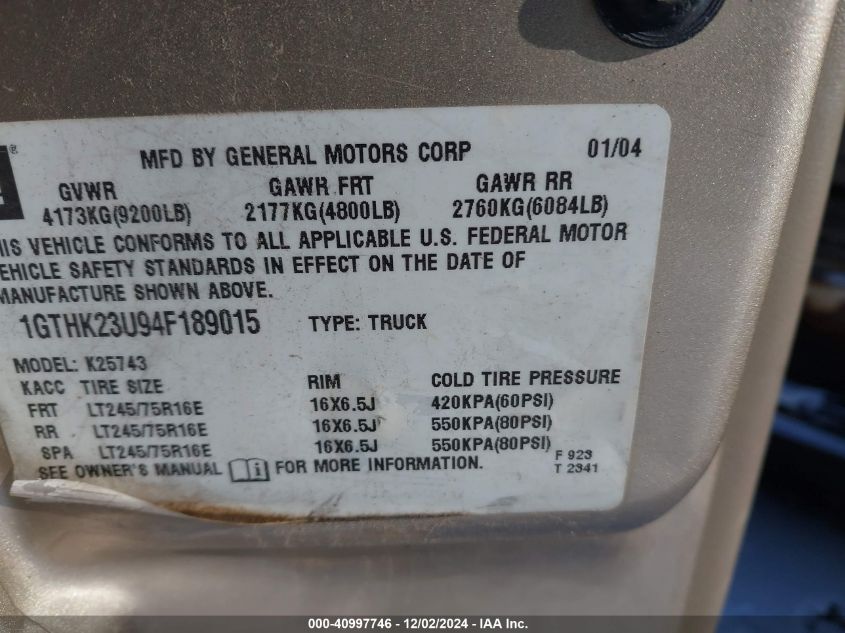 ®
MFD BY GENERAL MOTORS CORP 01/04
GVWR GAWR FRT GAWR RR
4173KG(9200LB) 2177KG(4800LB) 2760KG(6084LB)
HIS VEHICLE CONFORMS TO ALL APPLICABLE U.S. FEDERAL MOTOR
EHICLE SAFETY STANDARDS IN EFFECT ON THE DATE OF
MANUFACTURE SHOWN ABOVE.
1GTHK23U94F189015 TYPE: TRUCK
MODEL: K25743
KACC TIRE SIZE RIM COLD TIRE PRESSURE
FRT LT245/75R16E 16X6.5J 420KPA(60PSI)
RR LT245/75R16E 16X6.5J 550KPA(80PSI)
SPA LT245/75R16E 16X6.5J 550KPA(80PSI)
SEE OWNER'S MANUAL i FOR MORE INFORMATION.
F 923
T 2341
000-40997746 - 12/02/2024 - IAA Inc.